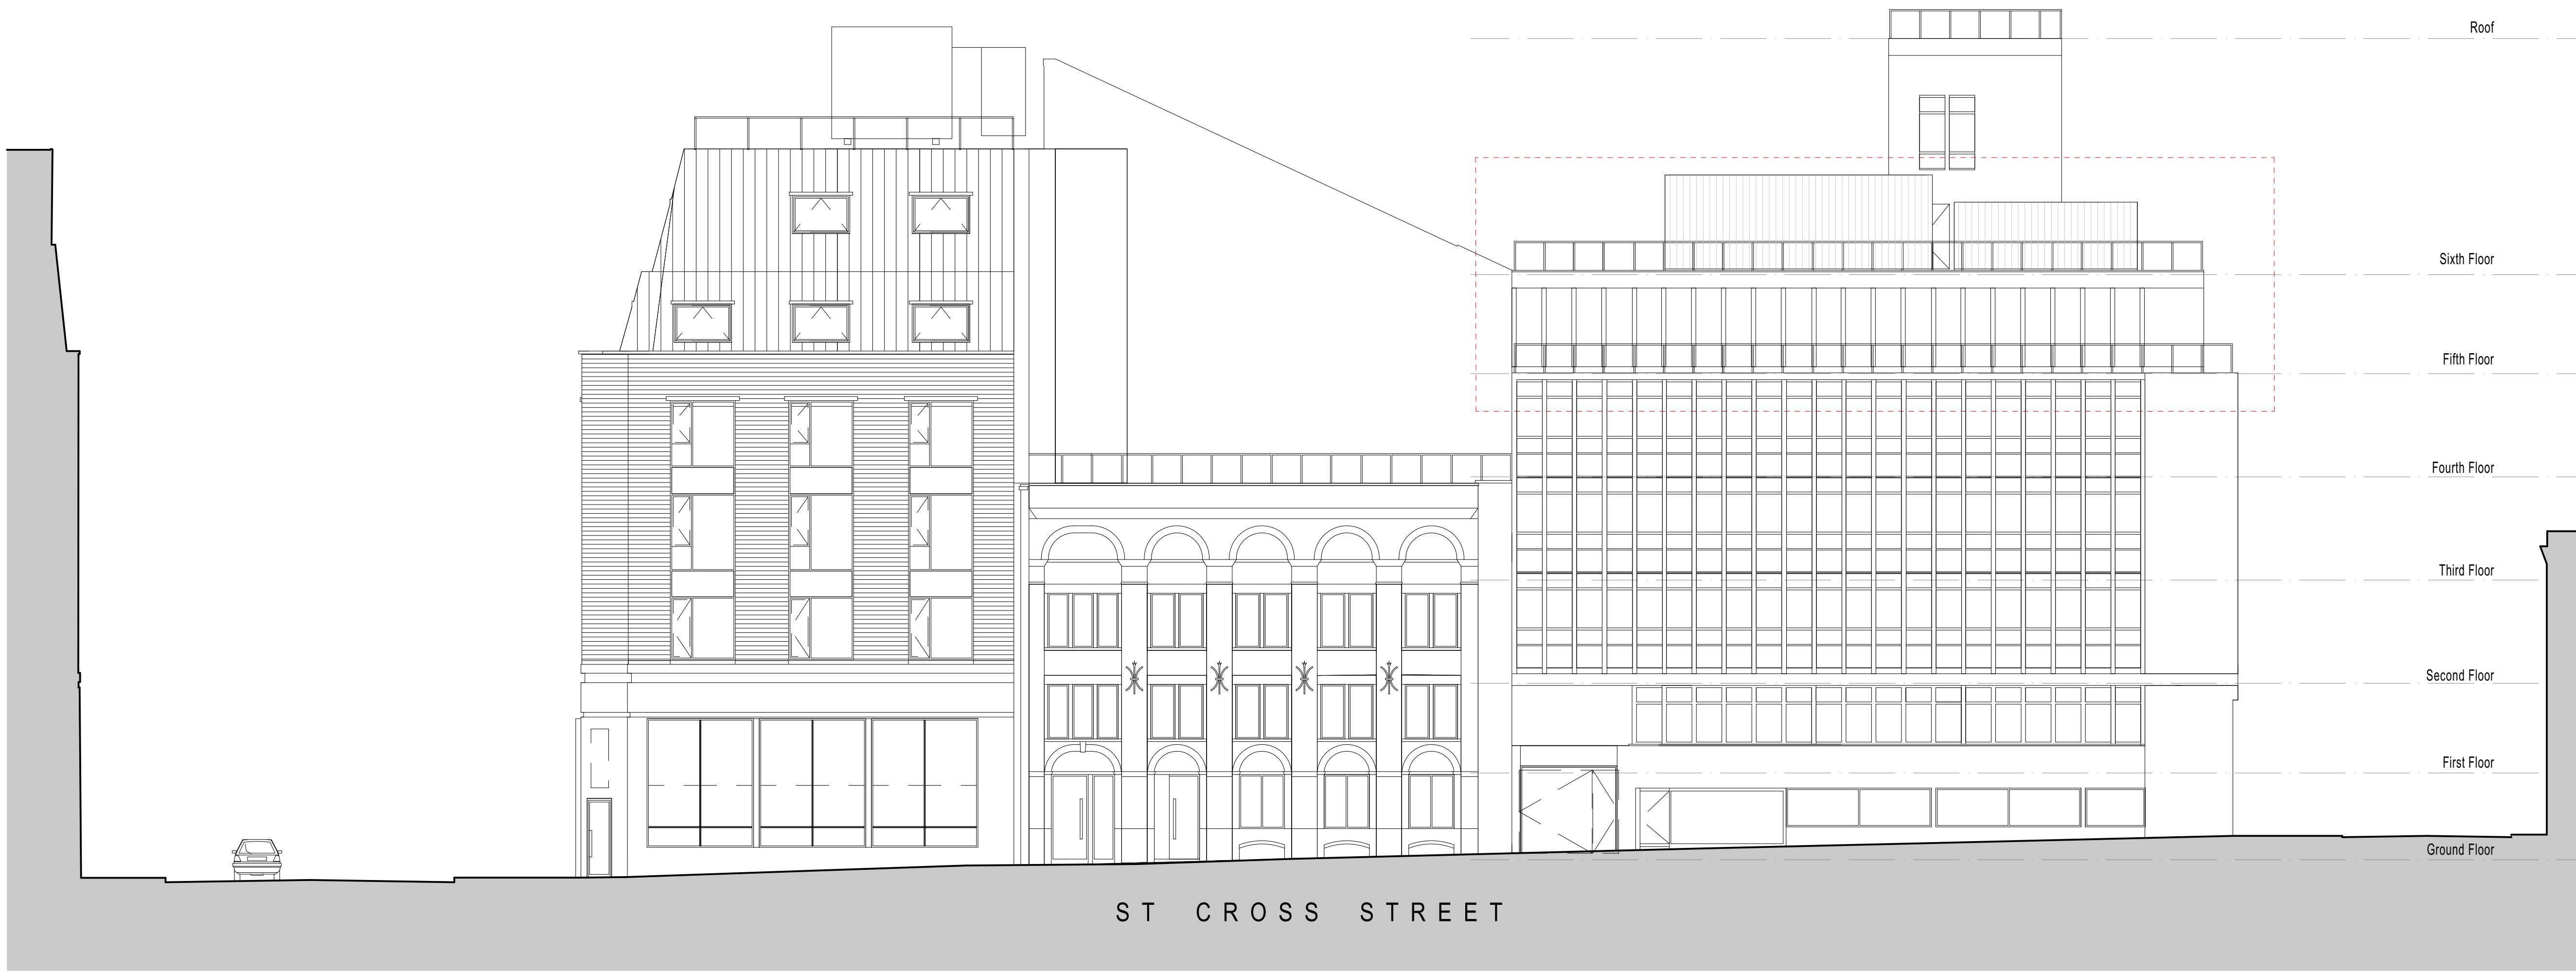 Roof
Sixth Floor
Fifth Floor
Fourth Floor
Third Floor
Second Floor
First Floor
Ground Floor
ST CROSS STREET